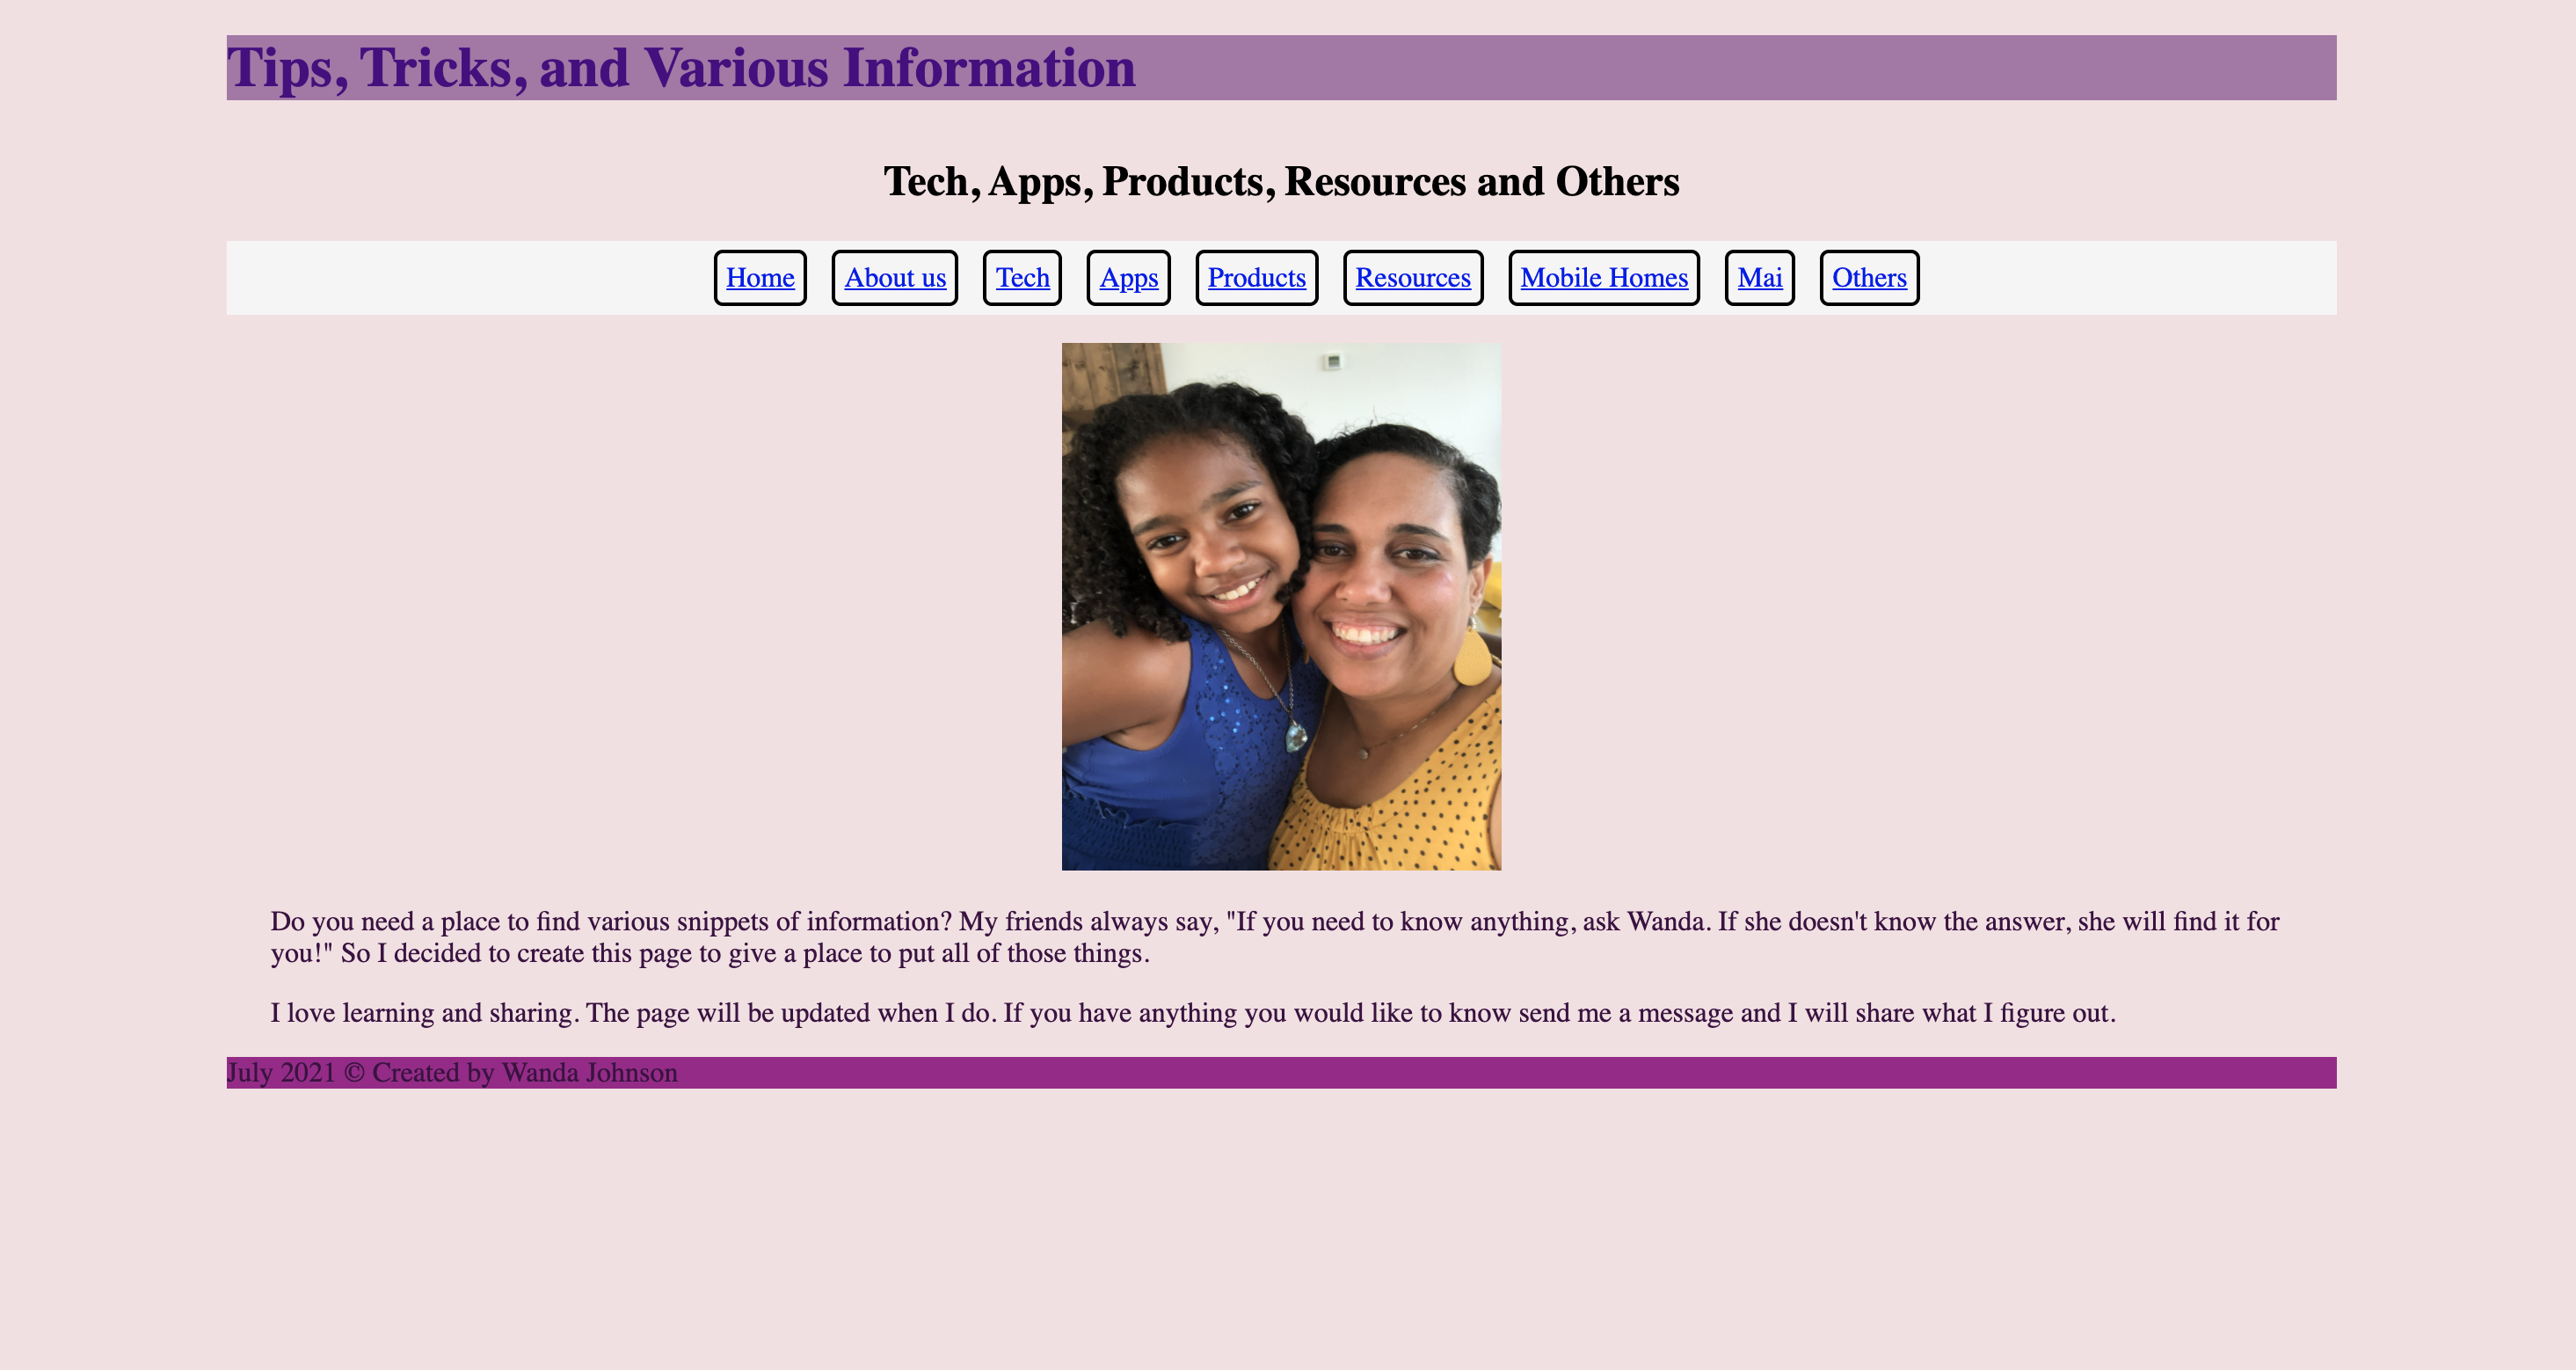 Tips, Tricks, and Various Information
Tech, Apps, Products, Resources and Others
Home About us Tech Apps Products Resources Mobile Homes Mai Others
Do you need a place to find various snippets of information? My friends always say, "If you need to know anything, ask Wanda. If she doesn't know the answer, she will find it for
you!" So I decided to create this page to give a place to put all of those things.
I love learning and sharing. The page will be updated when I do. If you have anything you would like to know send me a message and I will share what I figure out.
July 2021 © Created by Wanda Johnson